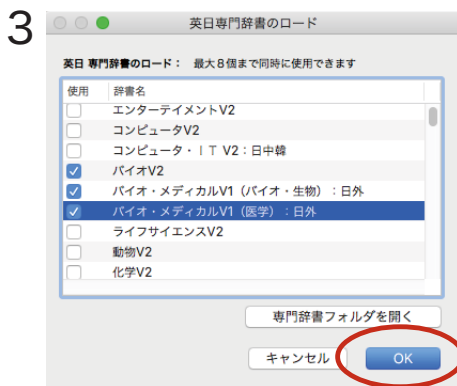 3
英日専門辞書のロード
英日 専門辞書のロード： 最大8個まで同時に使用できます
使用 辞書名
エンターテイメントV2
コンピュータV2
コンピュータ・ＩＴ V2：日中韓
バイオV2
バイオ・メディカルV1（バイオ・生物）：日外
バイオ・メディカルV1（医学）：日外
ライフサイエンスV2
動物V2
化学V2
専門辞書フォルダを開く
キャンセル OK